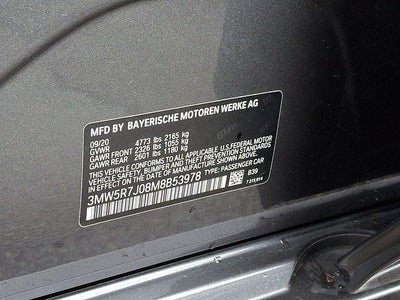 MFD BY BAYERISCHE MOTOREN WERKE AG
09/20
GVWR 4773 lbs 2165 kg
GAWR FRONT 2326 lbs 1055 kg
GAWR REAR 2601 lbs 1180 kg
THIS VEHICLE CONFORMS TO ALL APPLICABLE U.S. FEDERAL MOTOR
VEHICLE SAFETY, BUMPER, AND THEFT PREVENTION STANDARDS
IN EFFECT ON THE DATE OF MANUFACTURE SHOWN ABOVE.
3MW5R7J08M8B53978 TYPE: PASSENGER CAR
B39